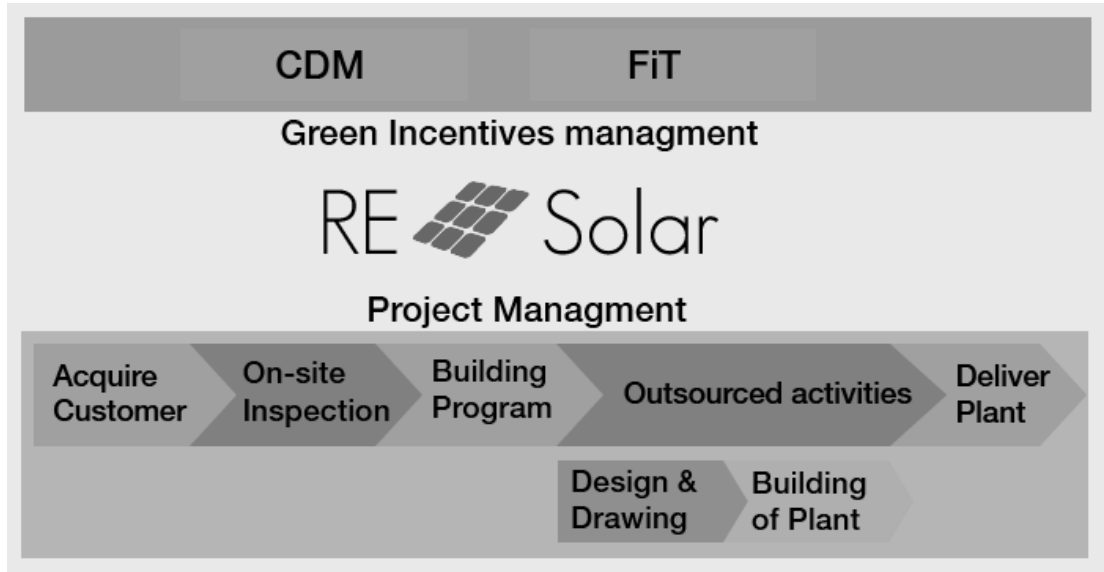 CDM FiT
Green Incentives managment
RE Solar
Project Managment
Acquire
Customer
On-site
Inspection
Building
Program
Outsourced activities
Deliver
Plant
Design &
Drawing
Building
of Plant